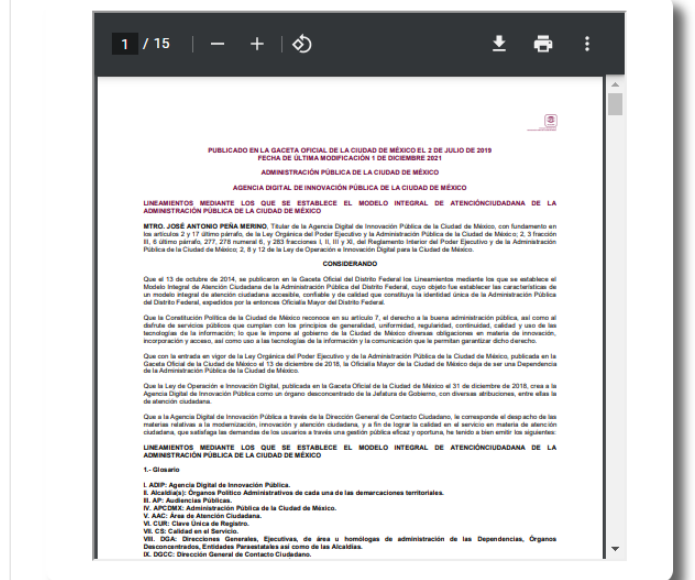 1 / 15
PUBLICADO EN LA GACETA OFICIAL DE LA CIUDAD DE MÉXICO EL 2 DE JULIO DE 2019
FECHA DE ÚLTIMA MODIFICACIÓN 1 DE DICIEMBRE 2021
ADMINISTRACIÓN PÚBLICA DE LA CIUDAD DE MÉXICO
AGENCIA DIGITAL DE INNOVACIÓN PÚBLICA DE LA CIUDAD DE MÉXICO
LINEAMIENTOS MEDIANTE LOS QUE SE ESTABLECE EL MODELO INTEGRAL DE ATENCIÓNCIUDADANA DE LA
ADMINISTRACIÓN PÚBLICA DE LA CIUDAD DE MÉXICO
MTRO. JOSÉ ANTONIO PEÑA MERINO, Titular de la Agencia Digital de Innovación Pública de la Ciudad de México, con fundamento en
los artículos 2 y 17 último párrafo, de la Ley Orgánica del Poder Ejecutivo y la Administración Pública de la Ciudad de México; 2, 3 fracción
III, 6 último párrafo, 277, 278 numeral 6, y 283 fracciones I, II, III y XI, del Reglamento Interior del Poder Ejecutivo y de la Administración
Pública de la Ciudad de México; 2, 8 y 12 de la Ley de Operación e Innovación Digital para la Ciudad de México.
CONSIDERANDO
Que el 13 de octubre de 2014, se publicaron en la Gaceta Oficial del Distrito Federal los Lineamientos mediante los que se establece el
Modelo Integral de Atención Ciudadana de la Administración Pública del Distrito Federal, cuyo objeto fue establecer las características de
un modelo integral de atención ciudadana accesible, confiable y de calidad que constituya la identidad única de la Administración Pública
del Distrito Federal, expedidos por la entonces Oficialía Mayor del Distrito Federal.
Que la Constitución Política de la Ciudad de México reconoce en su artículo 7, el derecho a la buena administración pública, así como al
disfrute de servicios públicos que cumplan con los principios de generalidad, uniformidad, regularidad, continuidad, calidad y uso de las
tecnologías de la información; lo que le impone al gobierno de la Ciudad de México diversas obligaciones en materia de innovación,
incorporación y acceso, así como uso a las tecnologías de la información y la comunicación que le permitan garantizar dicho derecho.
Que con la entrada en vigor de la Ley Orgánica del Poder Ejecutivo y de la Administración Pública de la Ciudad de México, publicada en la
Gaceta Oficial de la Ciudad de México el 13 de diciembre de 2018, la Oficialía Mayor de la Ciudad de México deja de ser una Dependencia
de la Administración Pública de la Ciudad de México.
Que la Ley de Operación e Innovación Digital, publicada en la Gaceta Oficial de la Ciudad de México el 31 de diciembre de 2018, crea a la
Agencia Digital de Innovación Pública como un órgano desconcentrado de la Jefatura de Gobierno, con diversas atribuciones, entre ellas la
de atención ciudadana.
Que a la Agencia Digital de Innovación Pública a través de la Dirección General de Contacto Ciudadano, le corresponde el despacho de las
materias relativas a la modernización, innovación y atención ciudadana, y a fin de lograr la calidad en el servicio en materia de atención
ciudadana, que satisfaga las demandas de los usuarios a través una gestión pública eficaz y oportuna, he tenido a bien emitir los siguientes:
LINEAMIENTOS MEDIANTE LOS QUE SE ESTABLECE EL MODELO INTEGRAL DE ATENCIÓNCIUDADANA DE LA
ADMINISTRACIÓN PÚBLICA DE LA CIUDAD DE MÉXICO
1.- Glosario
I. ADIP: Agencia Digital de Innovación Pública.
II. Alcaldía(s): Órganos Político Administrativos de cada una de las demarcaciones territoriales.
III. AP: Audiencias Públicas.
IV. APCDMX: Administración Pública de la Ciudad de México.
V. AAC: Área de Atención Ciudadana.
VI. CUR: Clave Única de Registro.
VII. CS: Calidad en el Servicio.
VIII. DGA: Direcciones Generales, Ejecutivas, de área u homólogas de administración de las Dependencias, Órganos
Desconcentrados, Entidades Paraestatales así como de las Alcaldías.
IX. DGCC: Dirección General de Contacto Ciudadano.